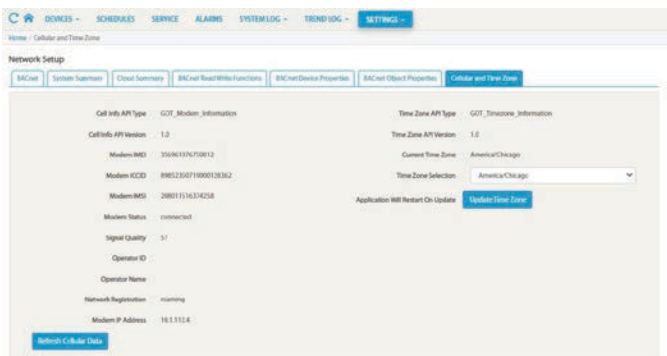 DEVICES SCHEDULES SERVICE ALARMS SYSTEM LOG TREND LOG SETTINGS
Home / Cellular and Time Zone
Network Setup
BACnet System Summary Cloud Summary BACnet Read Write Functions BACnet Device Properties BACnet Object Properties Cellular and Time Zone
Cell Info API Type GOT_Modem_Information
Cell Info API Version 1.0
Modem IMEI
Modem ICCID
Modem IMSI
Modem Status connected
Signal Quality 57
Operator ID
Operator Name
Network Registration roaming
Modem IP Address
Refresh Cellular Data
Time Zone API Type GOT_Timezone_Information
Time Zone API Version 1.0
Current Time Zone America/Chicago
Time Zone Selection America/Chicago
Application Will Restart On Update Update Time Zone